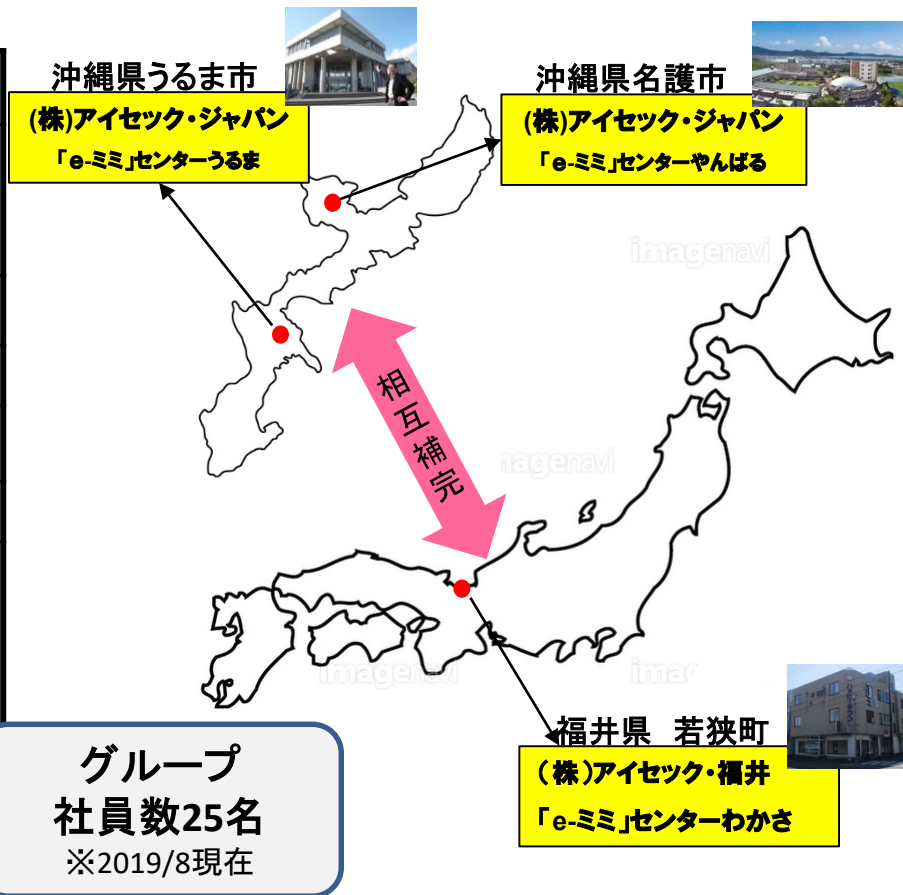 沖縄県うるま市
(株)アイセック・ジャパン
「e-ミミ」センターうるま
沖縄県名護市
(株)アイセック・ジャパン
「e-ミミ」センターやんばる
imagenavi
相互補完
imagenavi
imagenavi
imag
福井県 若狭町
(株)アイセック・福井
「e-ミミ」センターわかさ
グループ
社員数25名
※2019/8現在